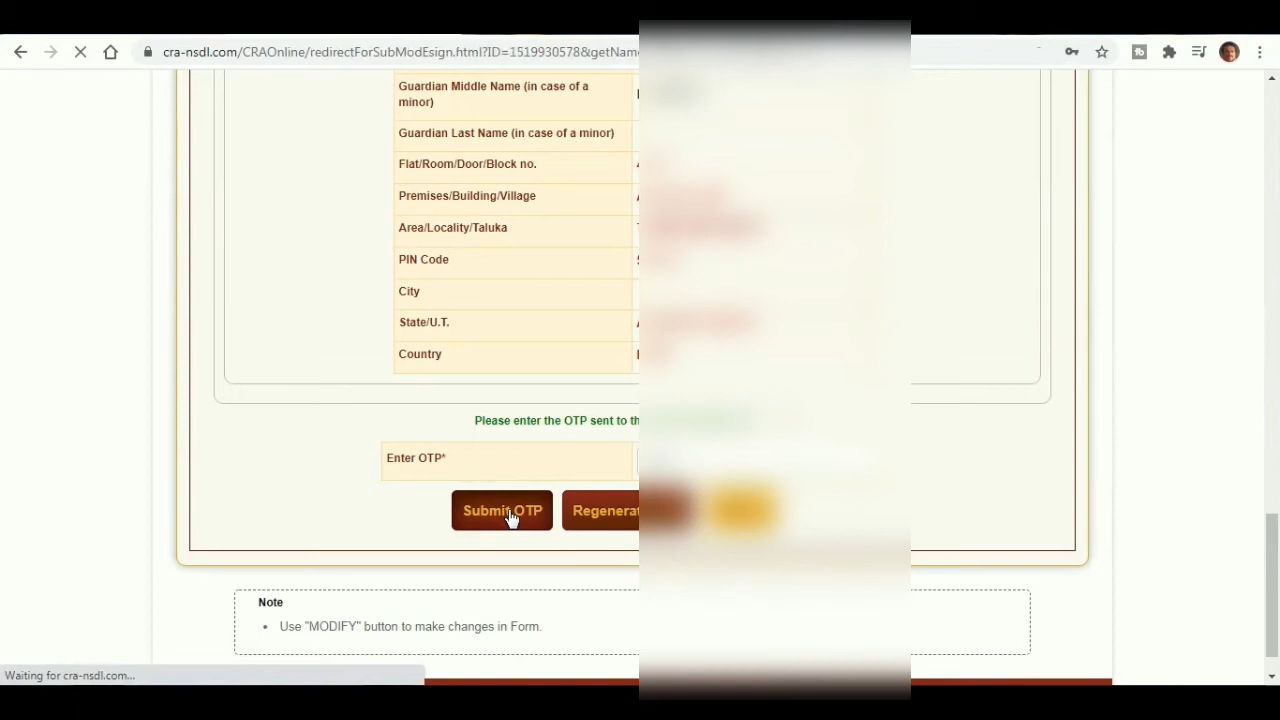 cra-nsdl.com/CRAOnline/redirectForSubModEsign.html?ID=1519930578&getNam
Guardian Middle Name (in case of a
minor)
Guardian Last Name (in case of a minor)
Flat/Room/Door/Block no.
Premises/Building/Village
Area/Locality/Taluka
PIN Code
City
State/U.T.
Country
Please enter the OTP sent to th
Enter OTP*
Submit OTP
Regenerat
Note
Use "MODIFY" button to make changes in Form.
Waiting for cra-nsdl.com...